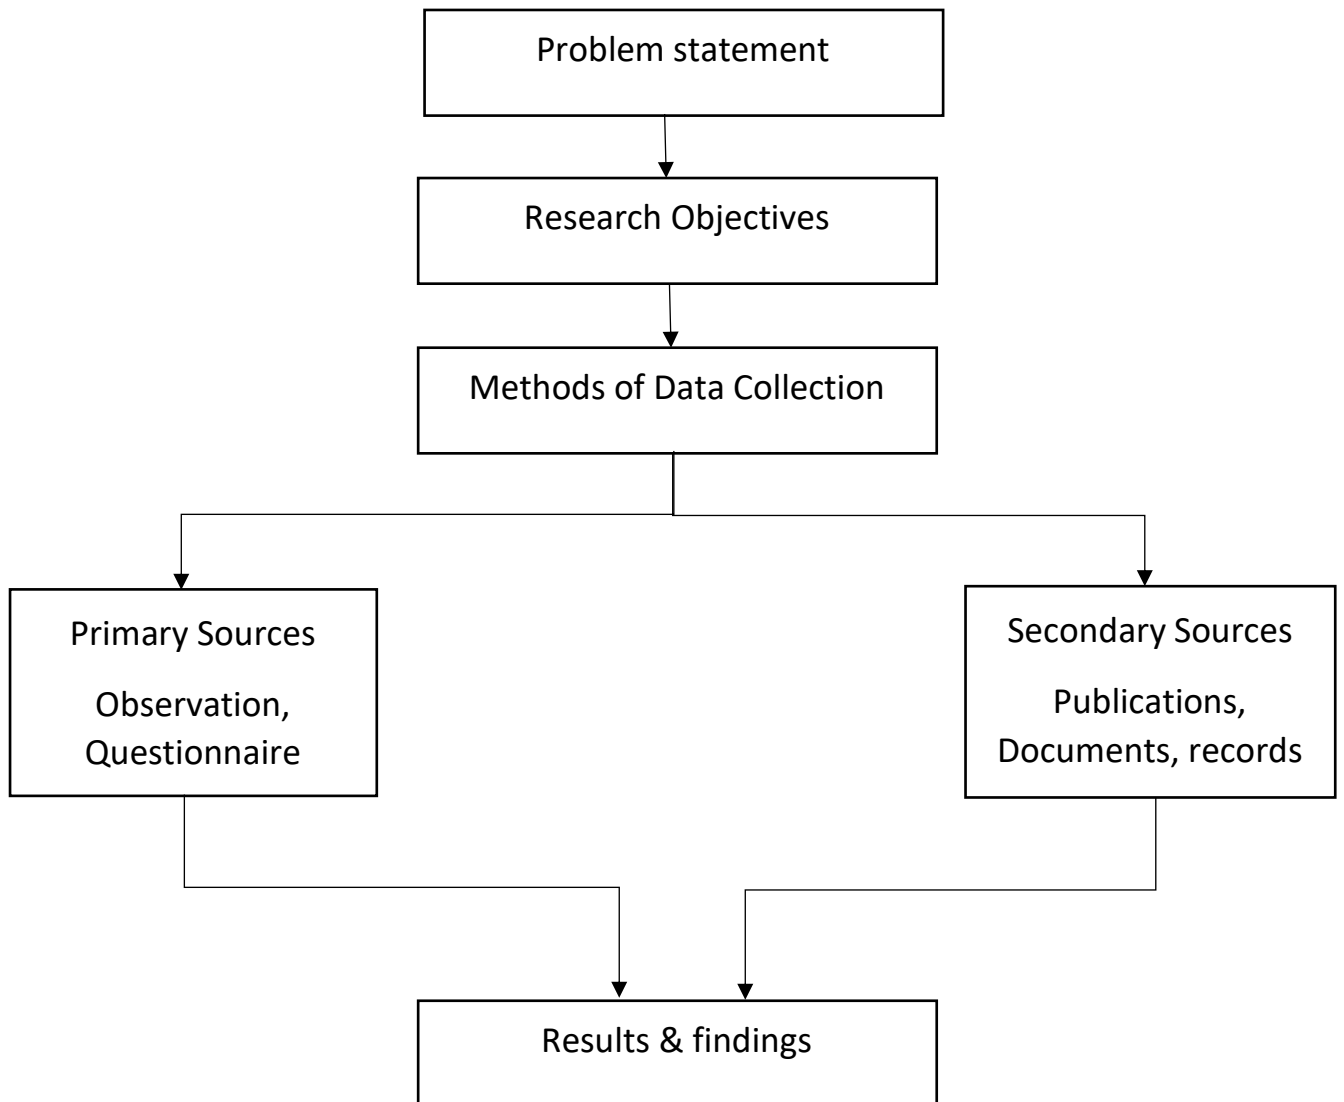 Problem statement
Research Objectives
Methods of Data Collection
Primary Sources
Observation,
Questionnaire
Secondary Sources
Publications,
Documents, records
Results & findings